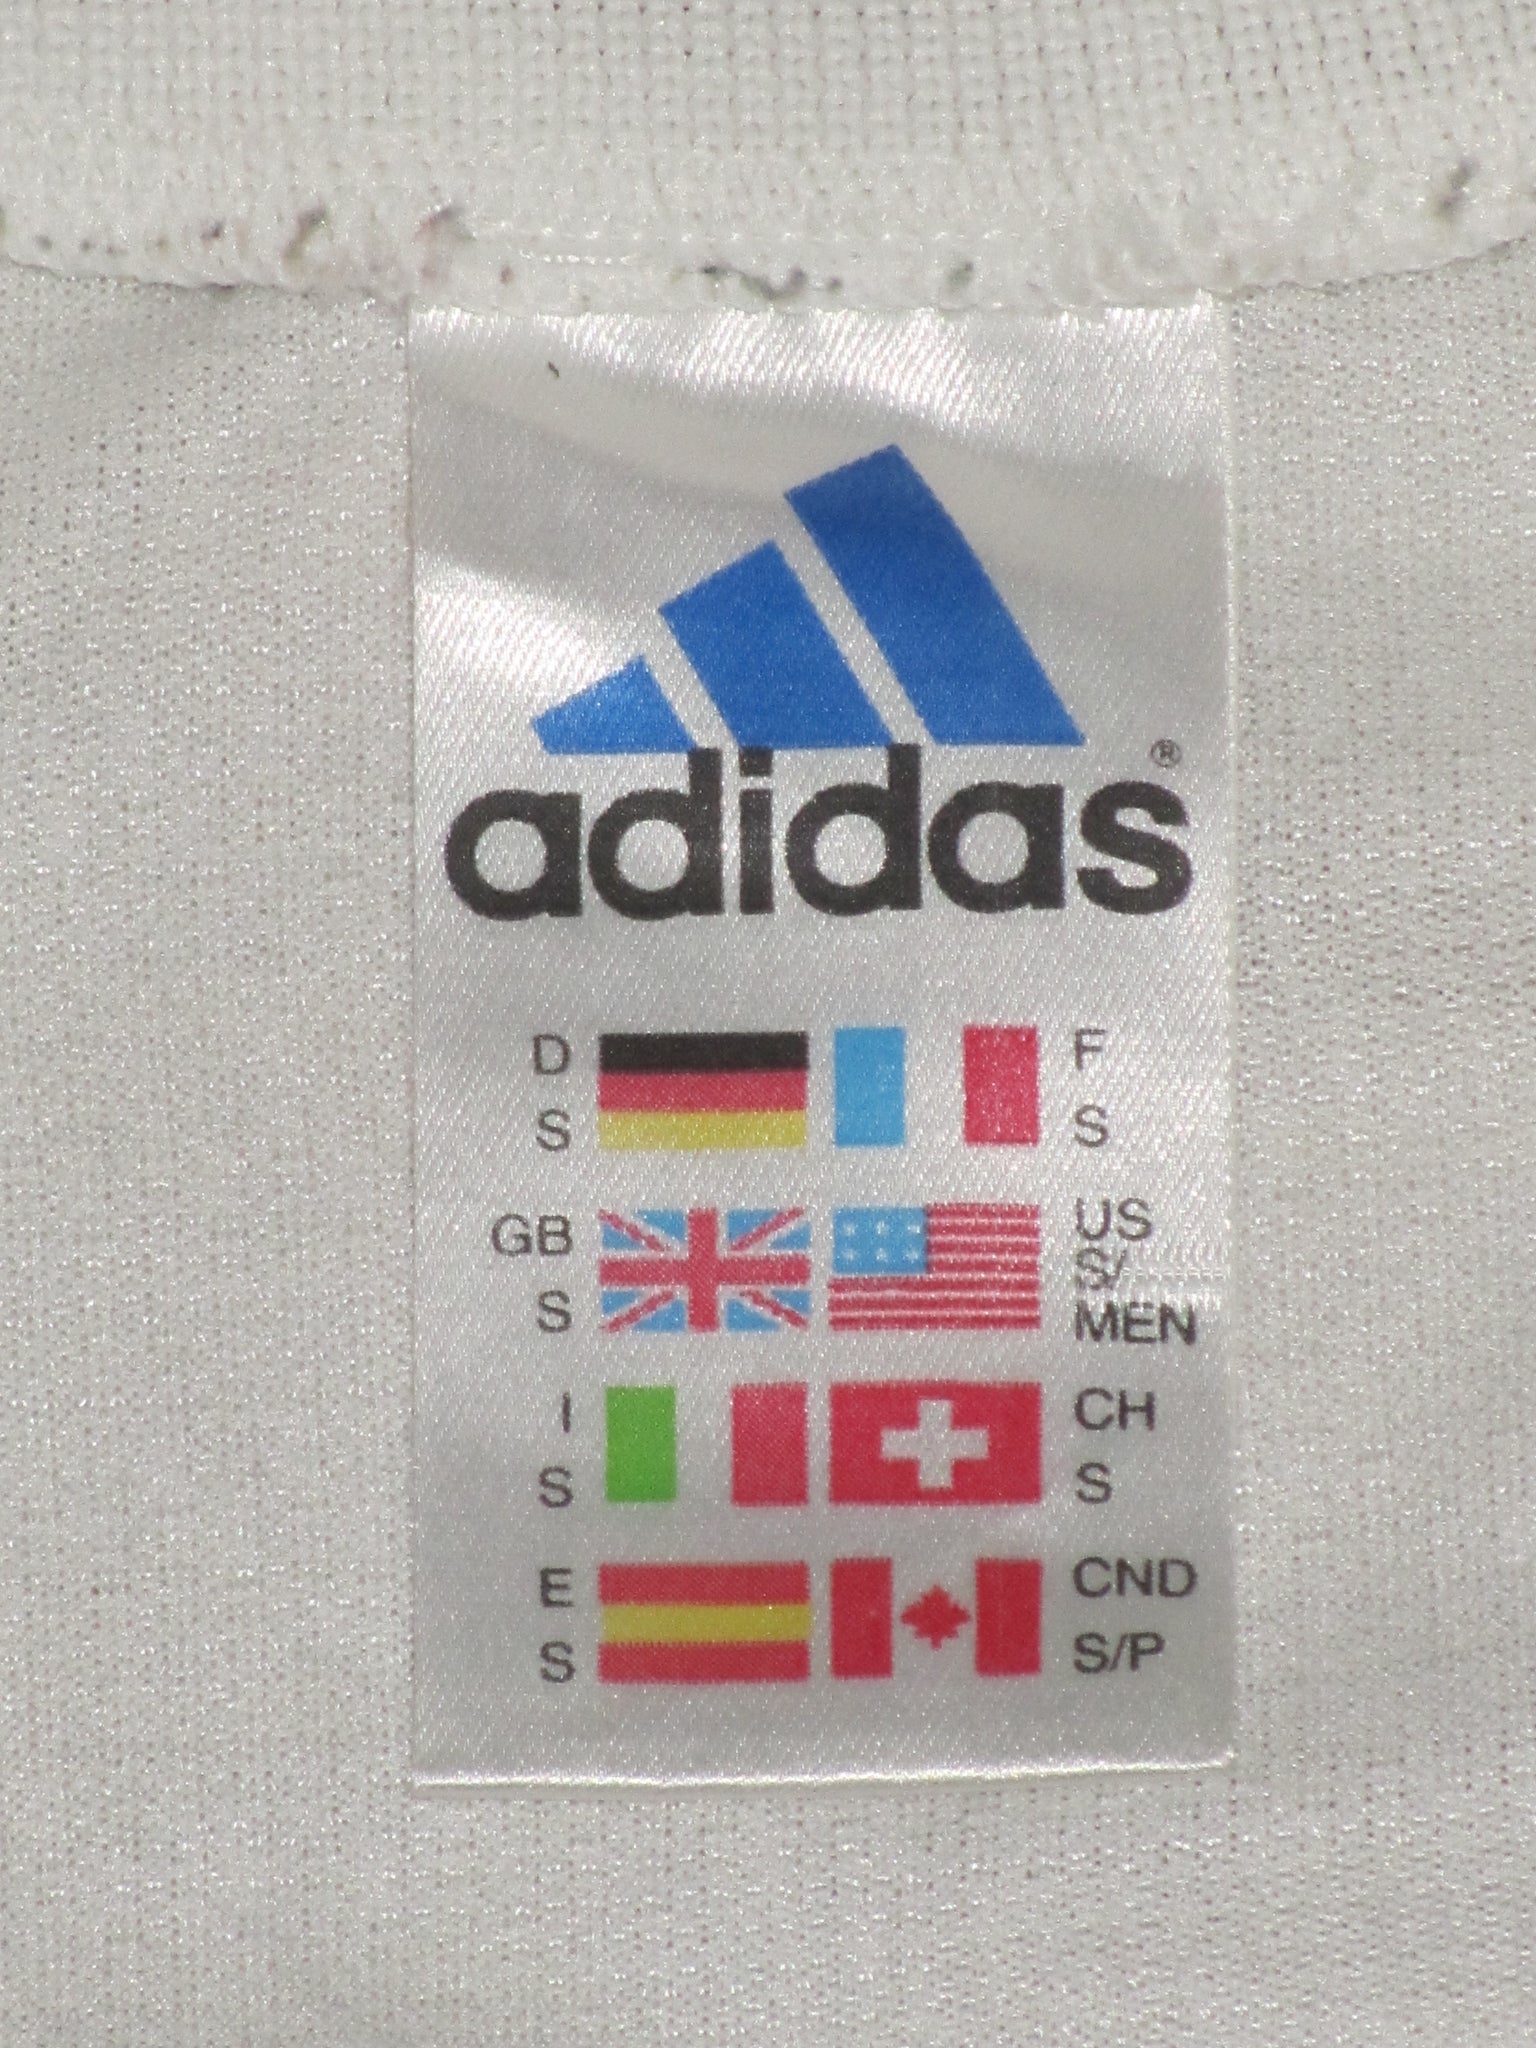 adidas®
D F
S S
GB US
S S/
MEN
I CH
S S
E CND
S S/P